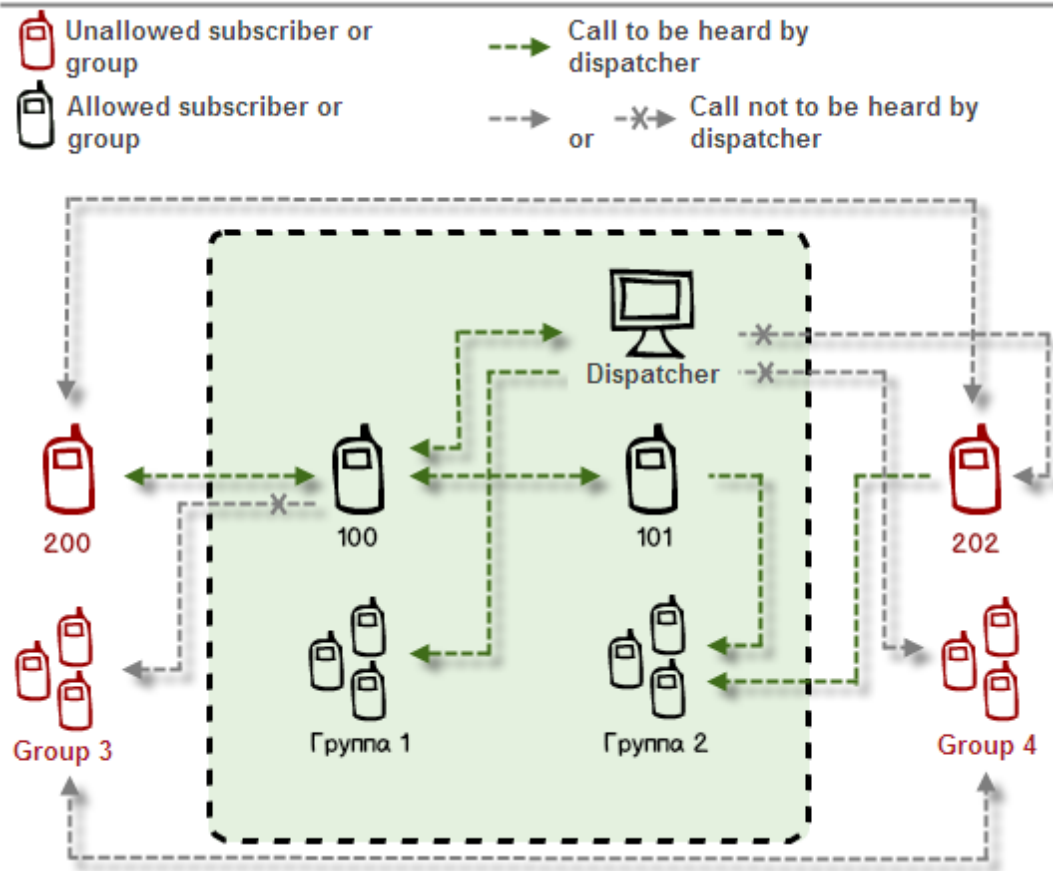 Unallowed subscriber or
group
Call to be heard by
dispatcher
Allowed subscriber or
group
or
Call not to be heard by
dispatcher
Dispatcher
200
100
101
202
Group 3
Группа 1
Группа 2
Group 4